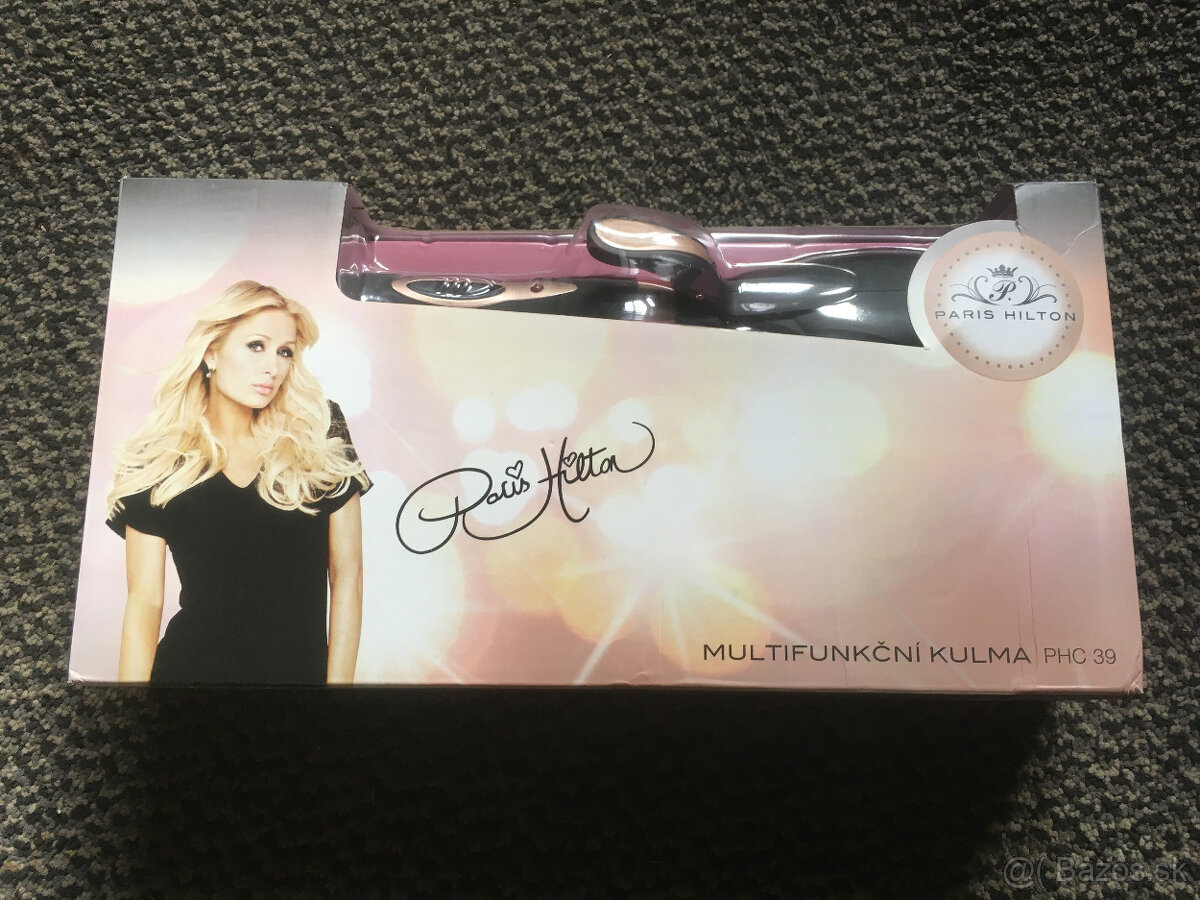 P.
PARIS HILTON
Paris Hilton
MULTIFUNKČNÍ KULMA | PHC 39
@( Bazos.sk